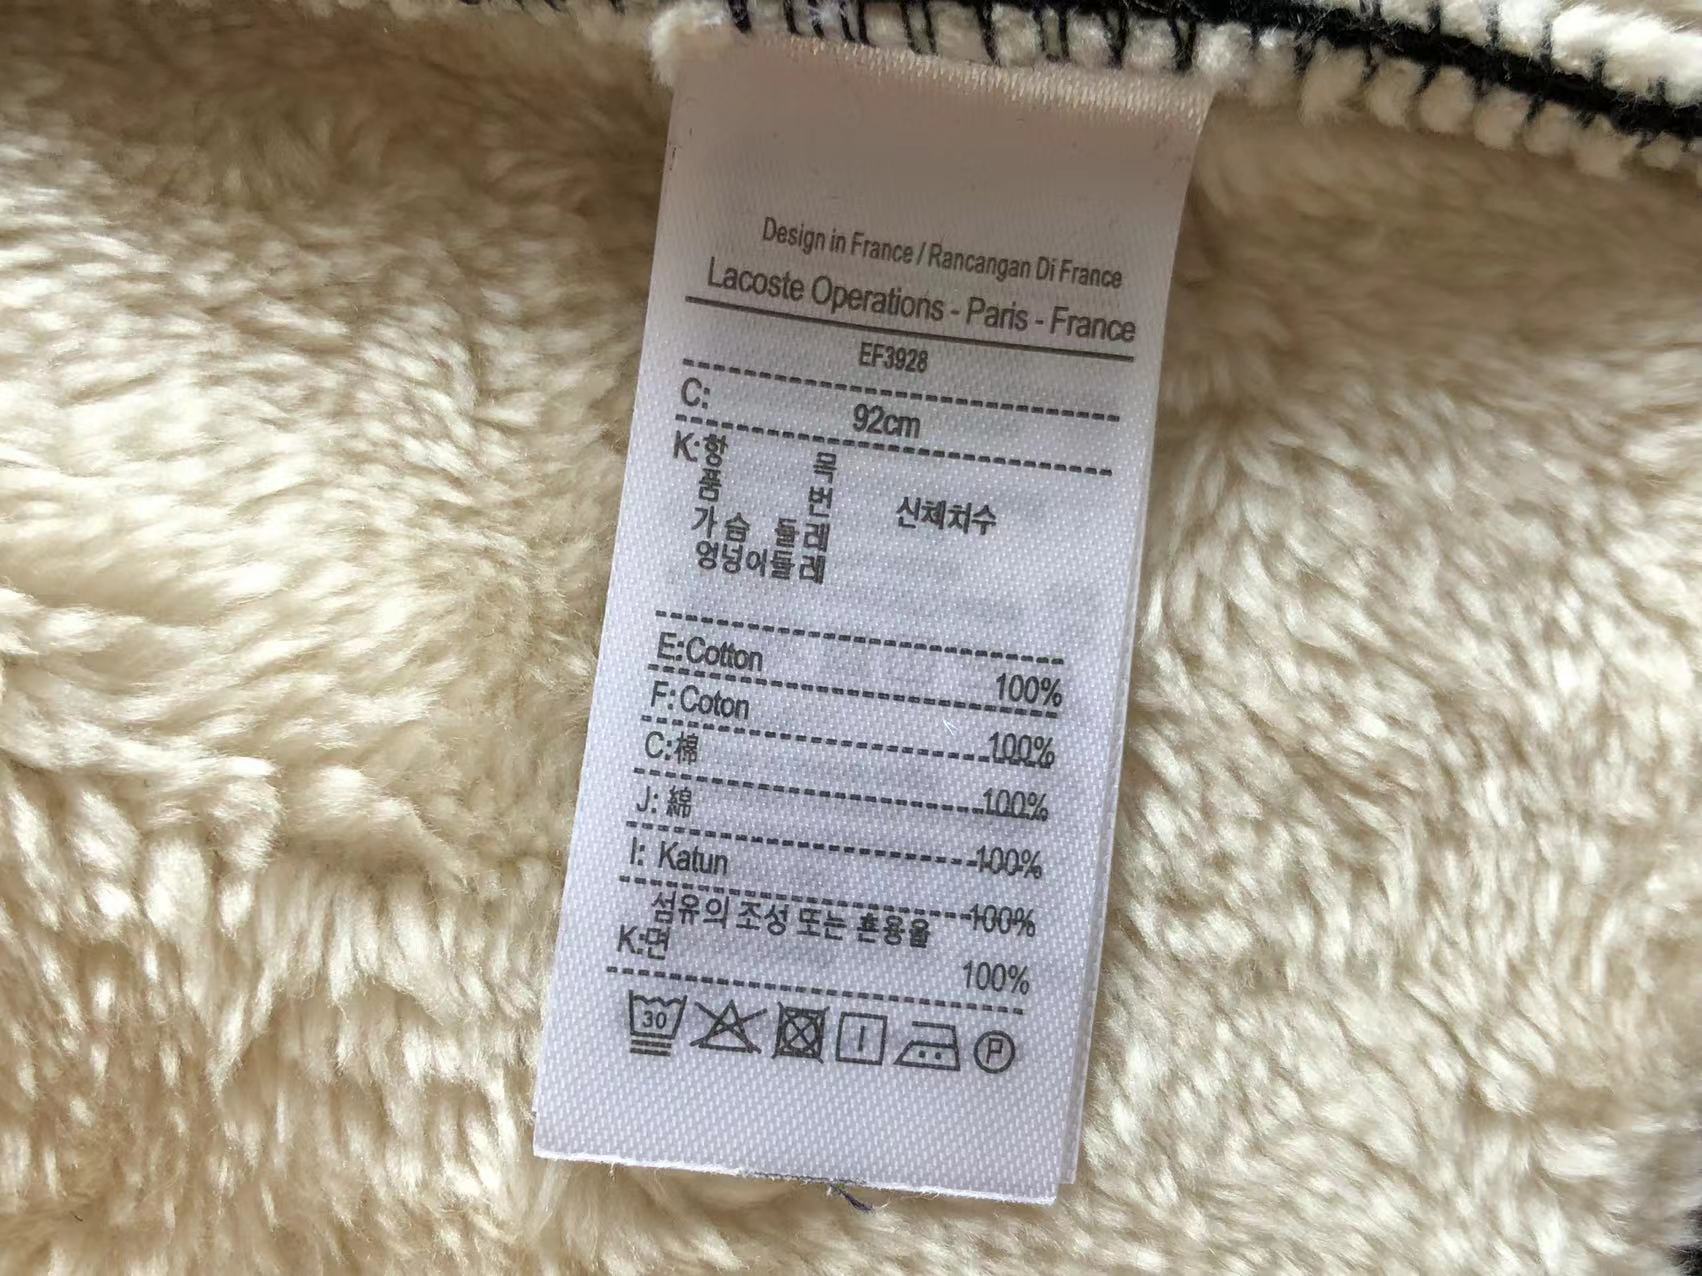 Design in France / Rancangan Di France
Lacoste Operations - Paris - France
EF3928
C: 92cm
K:항 목
품 번 신체치수
가 슴 둘레
엉덩이둘레
E:Cotton 100%
F:Coton 100%
C:棉 100%
J: 綿 100%
I: Katun 100%
섬유의 조성 또는 혼용율
K:면 100%
30
P